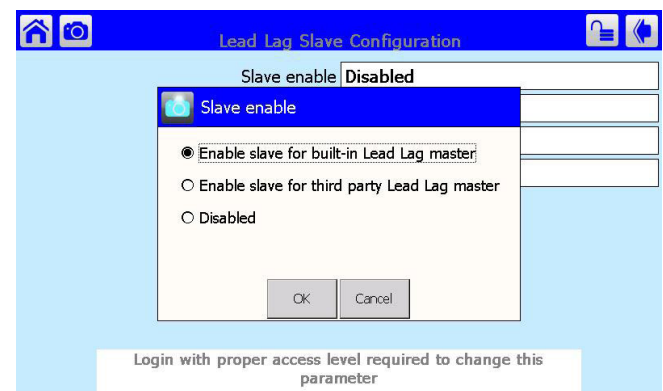 Lead Lag Slave Configuration
Slave enable Disabled
Slave enable
Enable slave for built-in Lead Lag master
Enable slave for third party Lead Lag master
Disabled
OK Cancel
Login with proper access level required to change this
parameter